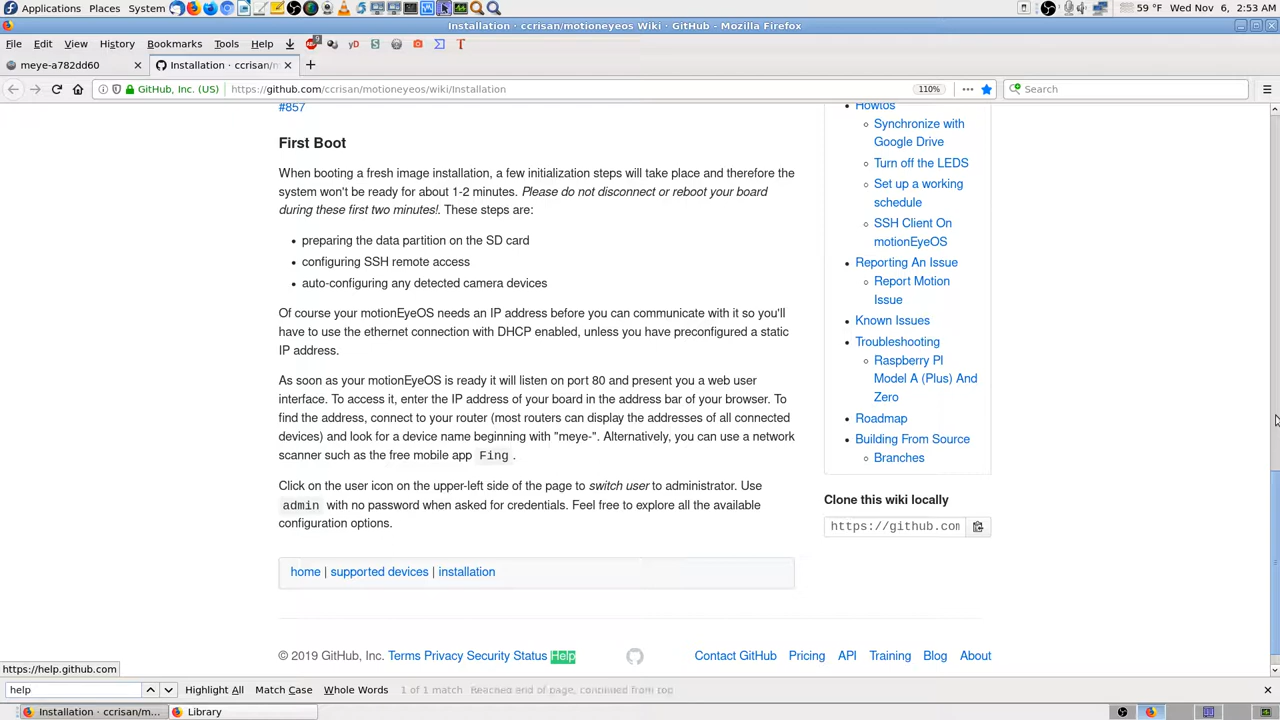 Applications Places System 59 °F Wed Nov 6, 2:53 AM
Installation · ccrisan/motioneyeos Wiki · GitHub - Mozilla Firefox
File Edit View History Bookmarks Tools Help
meye-a782dd60 Installation · ccrisan/m
GitHub, Inc. (US) https://github.com/ccrisan/motioneyeos/wiki/Installation 110% Search
#857
First Boot
When booting a fresh image installation, a few initialization steps will take place and therefore the
system won't be ready for about 1-2 minutes. Please do not disconnect or reboot your board
during these first two minutes!. These steps are:
• preparing the data partition on the SD card
• configuring SSH remote access
• auto-configuring any detected camera devices
Of course your motionEyeOS needs an IP address before you can communicate with it so you'll
have to use the ethernet connection with DHCP enabled, unless you have preconfigured a static
IP address.
As soon as your motionEyeOS is ready it will listen on port 80 and present you a web user
interface. To access it, enter the IP address of your board in the address bar of your browser. To
find the address, connect to your router (most routers can display the addresses of all connected
devices) and look for a device name beginning with "meye-". Alternatively, you can use a network
scanner such as the free mobile app Fing .
Click on the user icon on the upper-left side of the page to switch user to administrator. Use
admin with no password when asked for credentials. Feel free to explore all the available
configuration options.
home | supported devices | installation
Howtos
Synchronize with
Google Drive
Turn off the LEDS
Set up a working
schedule
SSH Client On
motionEyeOS
Reporting An Issue
Report Motion
Issue
Known Issues
Troubleshooting
Raspberry PI
Model A (Plus) And
Zero
Roadmap
Building From Source
Branches
Clone this wiki locally
https://github.com
© 2019 GitHub, Inc. Terms Privacy Security Status Help Contact GitHub Pricing API Training Blog About
https://help.github.com
help Highlight All Match Case Whole Words 1 of 1 match Reached end of page, continued from top
Installation · ccrisan/m... Library